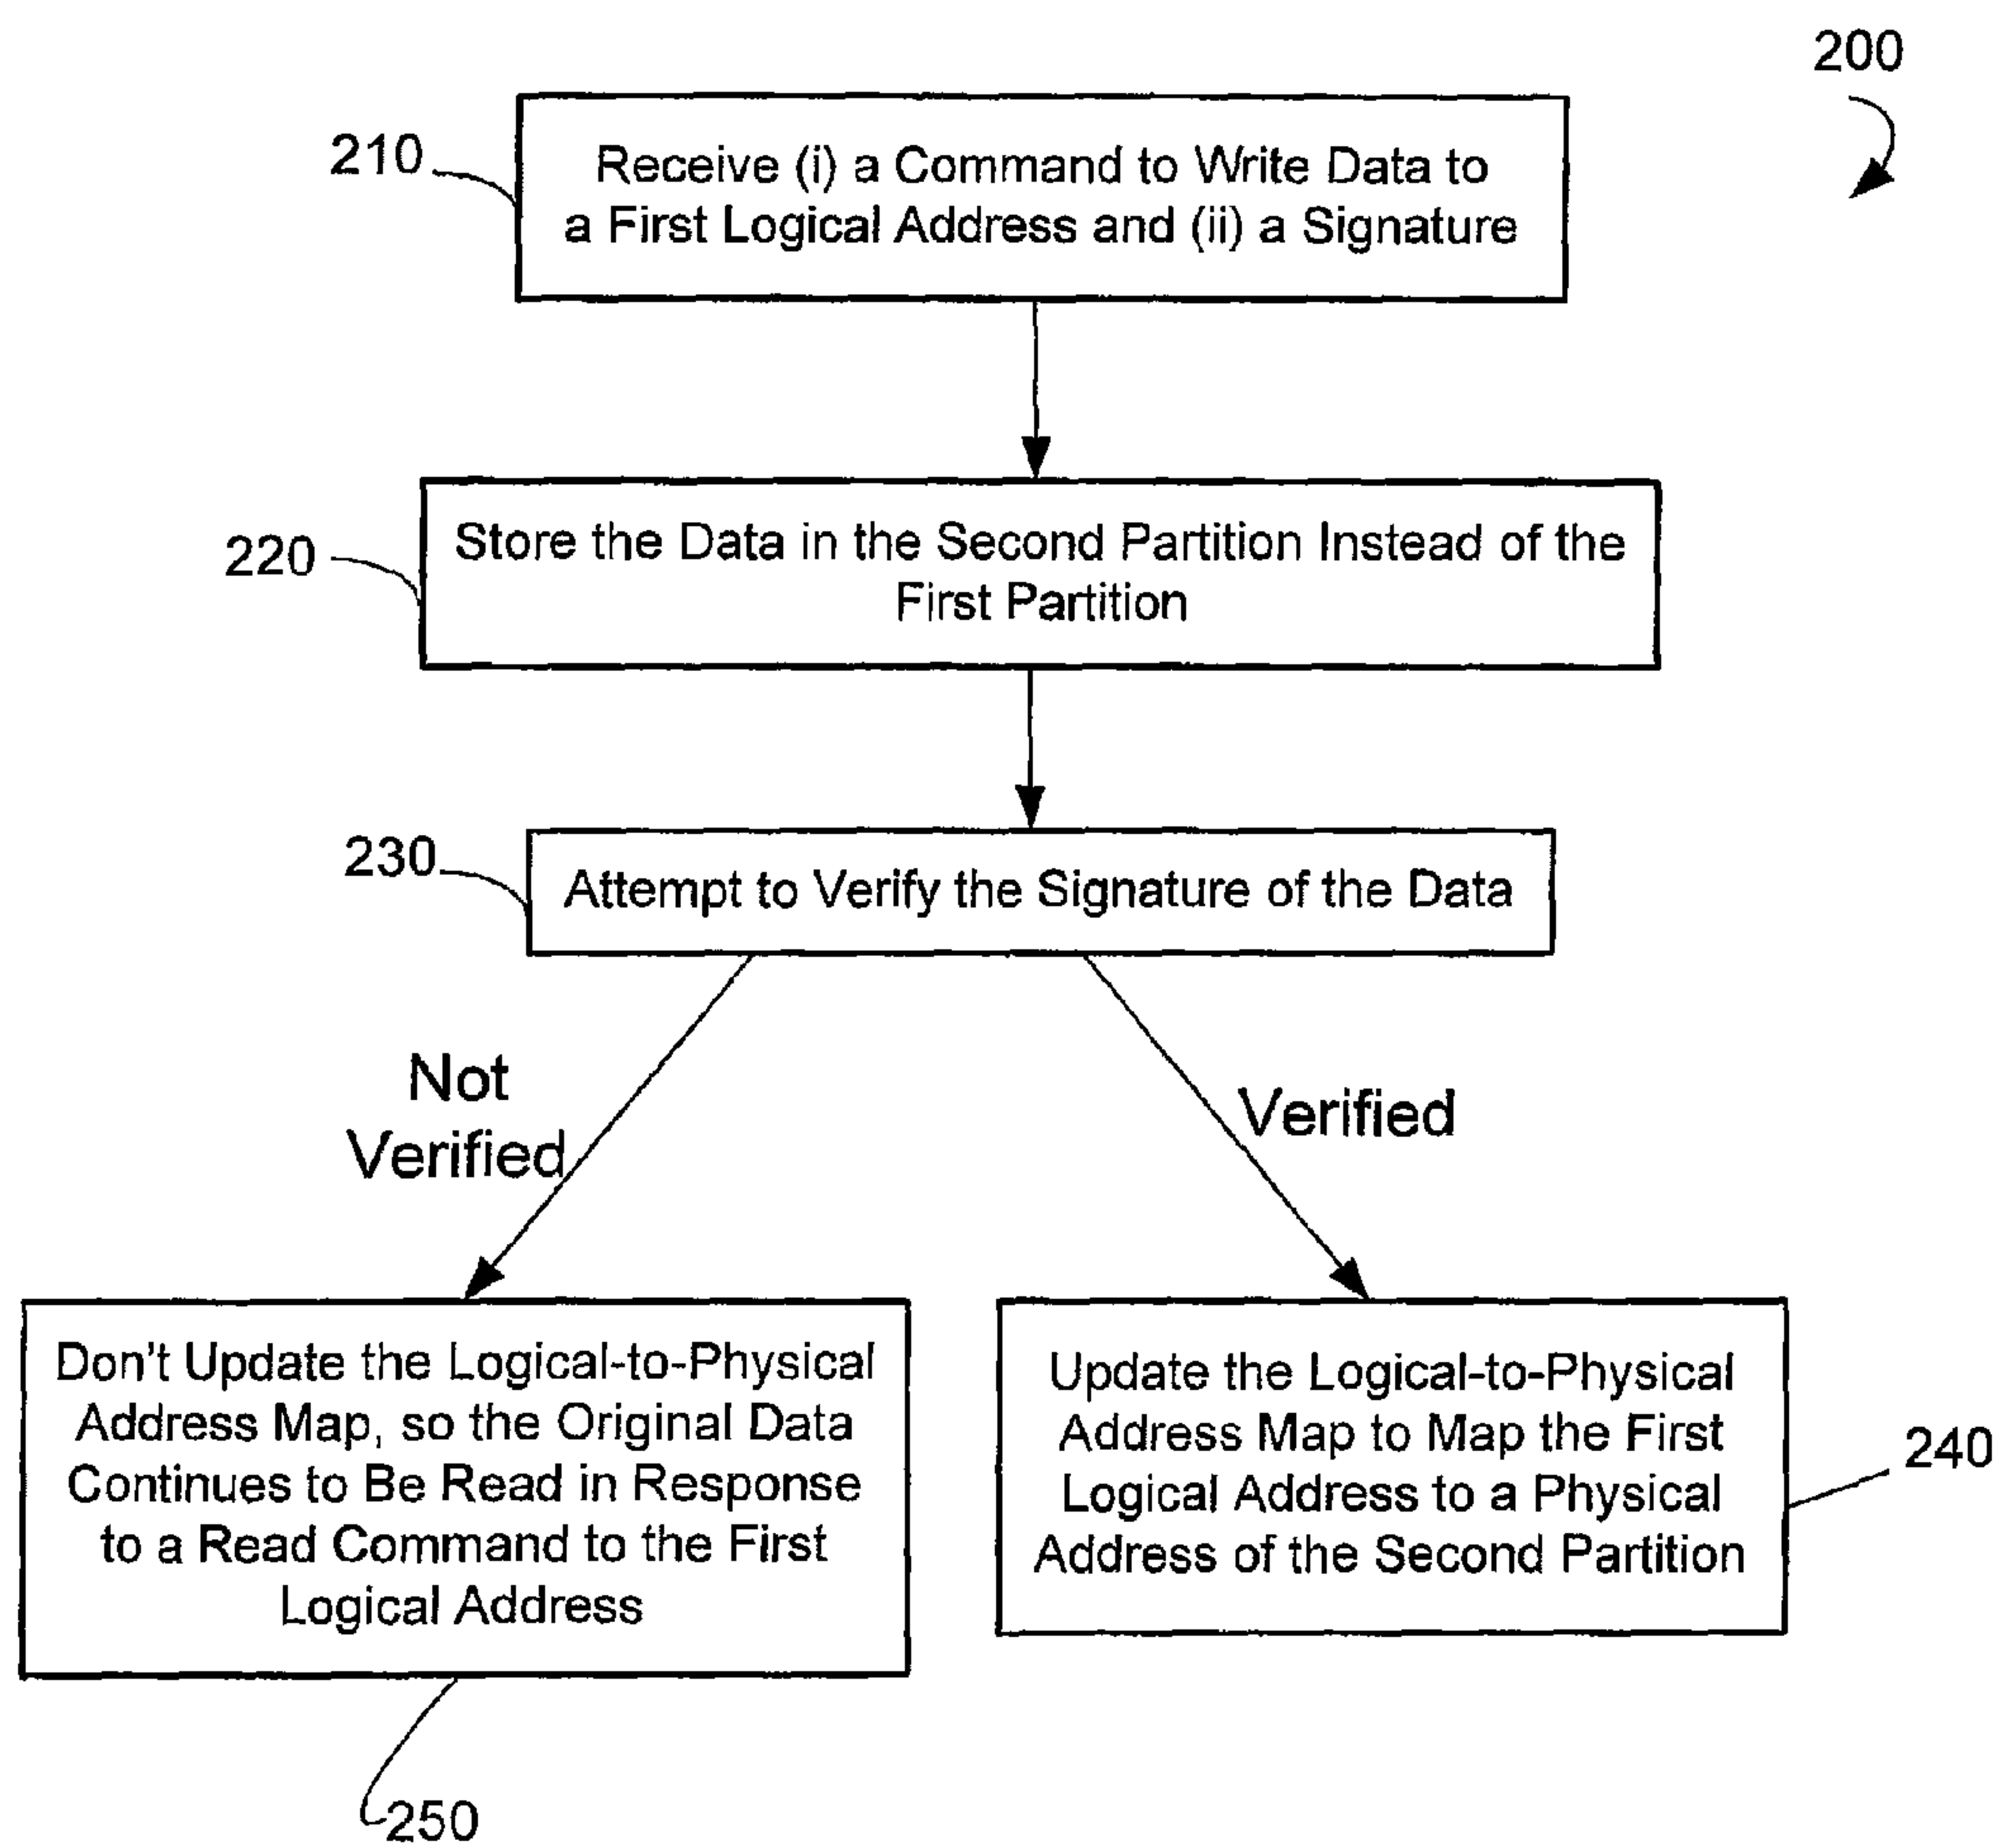 200
210
Receive (i) a Command to Write Data to
a First Logical Address and (ii) a Signature
220
Store the Data in the Second Partition Instead of the
First Partition
230
Attempt to Verify the Signature of the Data
Not
Verified
Verified
Don't Update the Logical-to-Physical
Address Map, so the Original Data
Continues to Be Read in Response
to a Read Command to the First
Logical Address
250
Update the Logical-to-Physical
Address Map to Map the First
Logical Address to a Physical
Address of the Second Partition
240